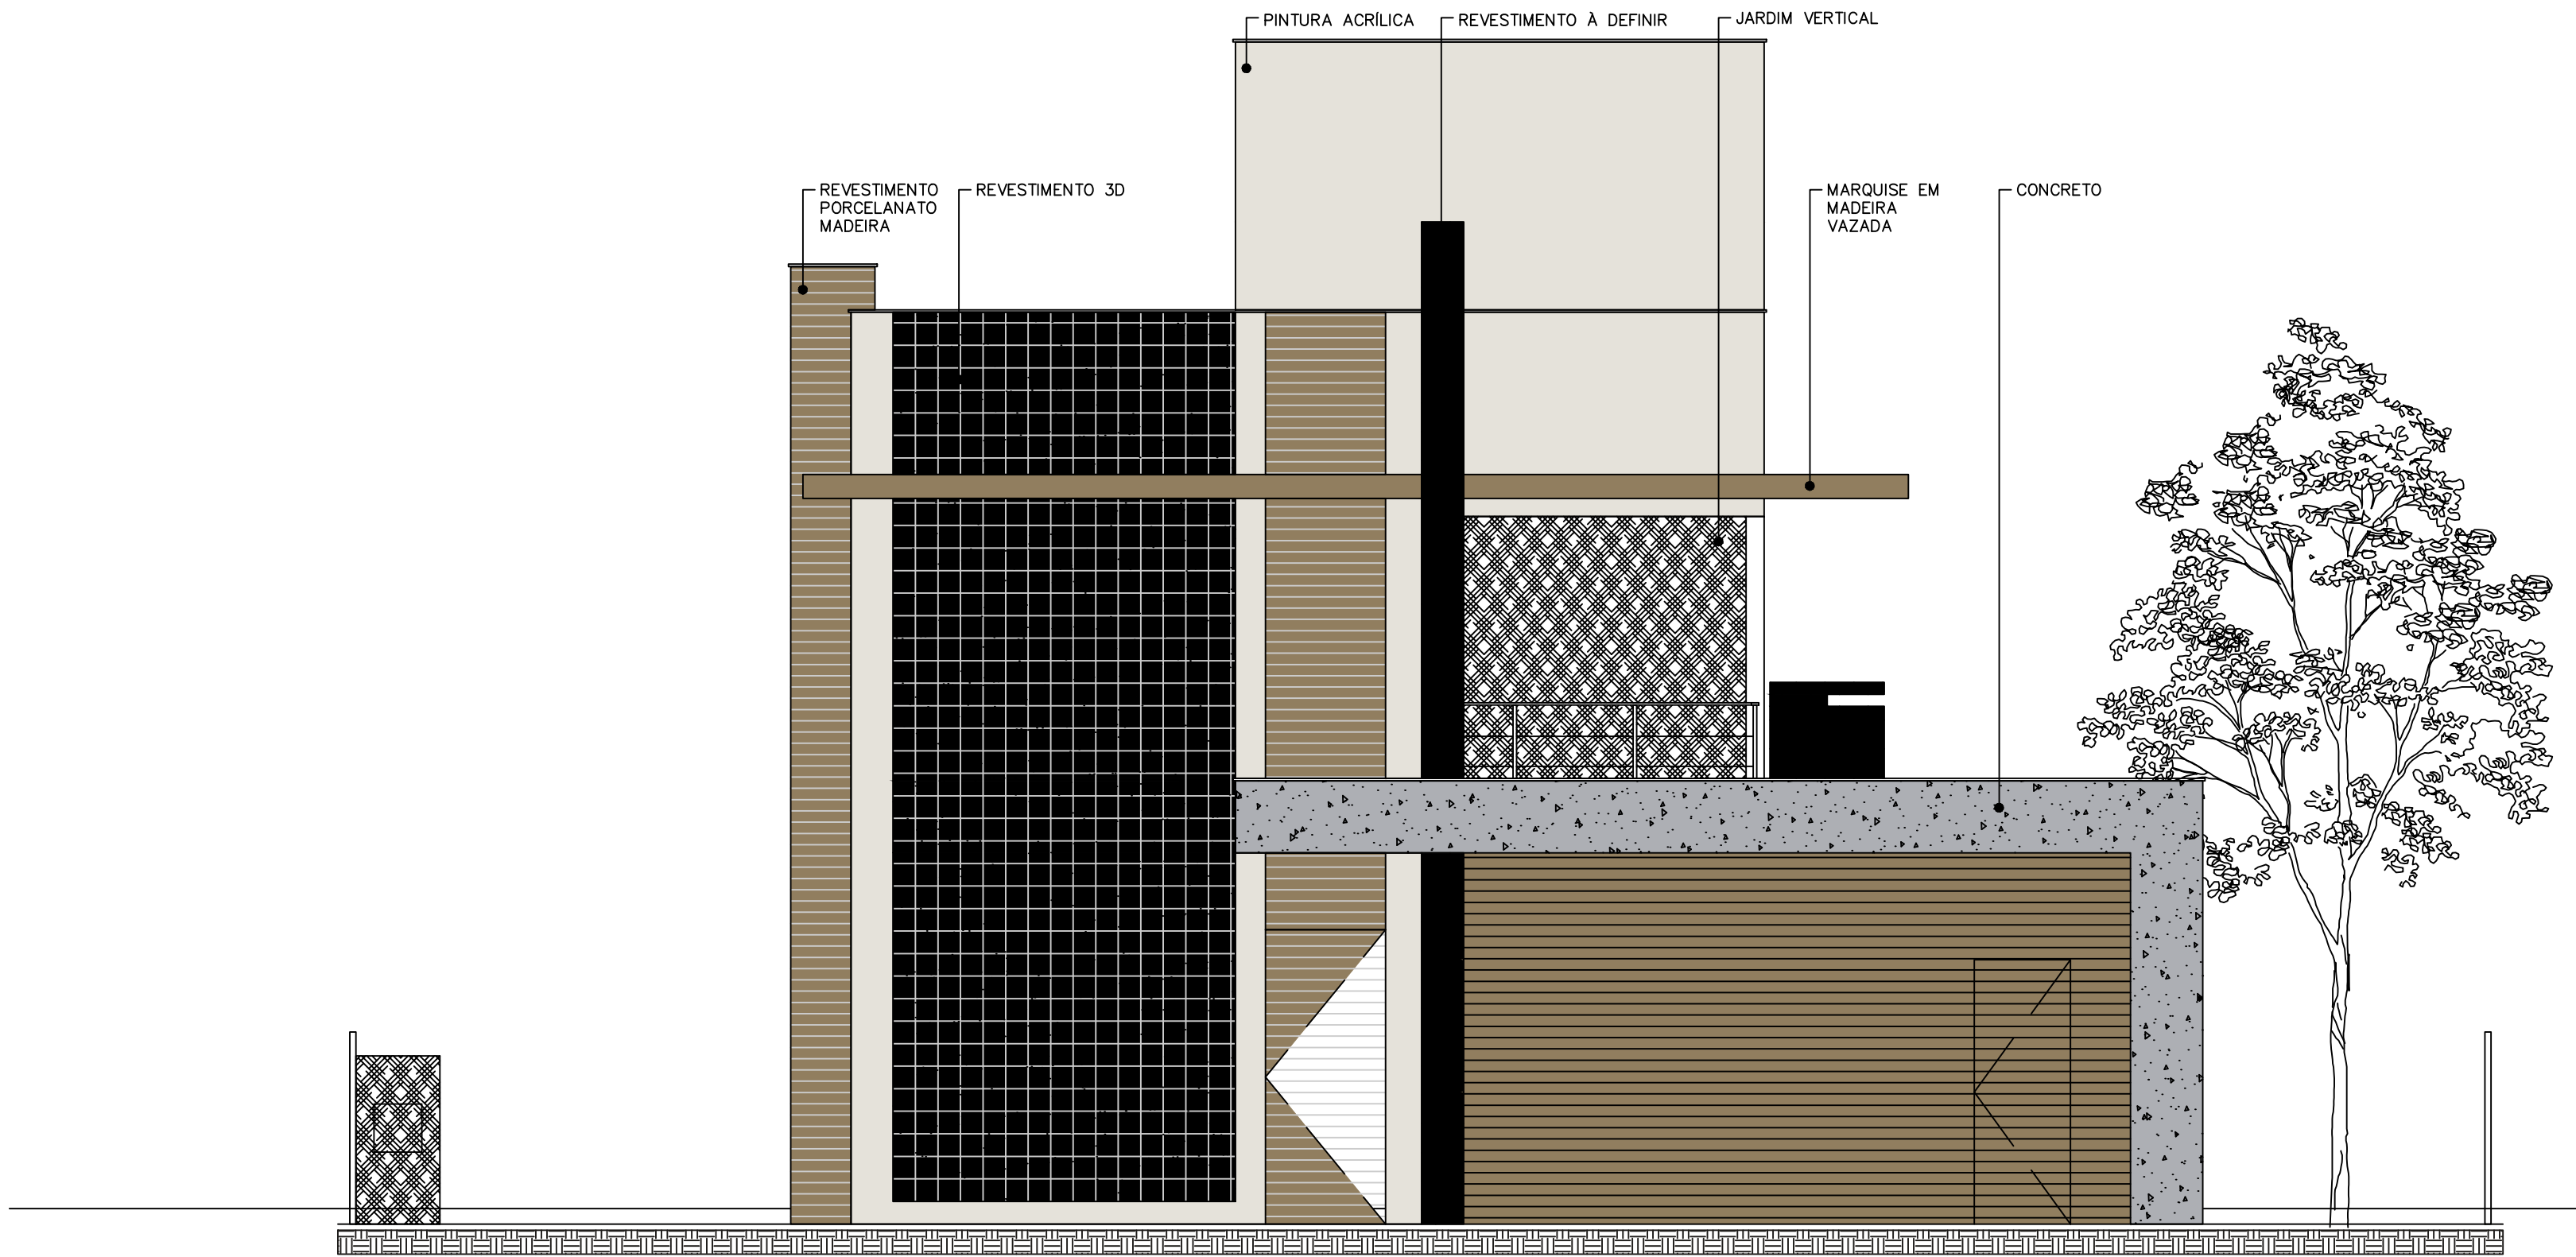 PINTURA ACRÍLICA
REVESTIMENTO À DEFINIR
JARDIM VERTICAL
REVESTIMENTO
PORCELANATO
MADEIRA
REVESTIMENTO 3D
MARQUISE EM
MADEIRA
VAZADA
CONCRETO